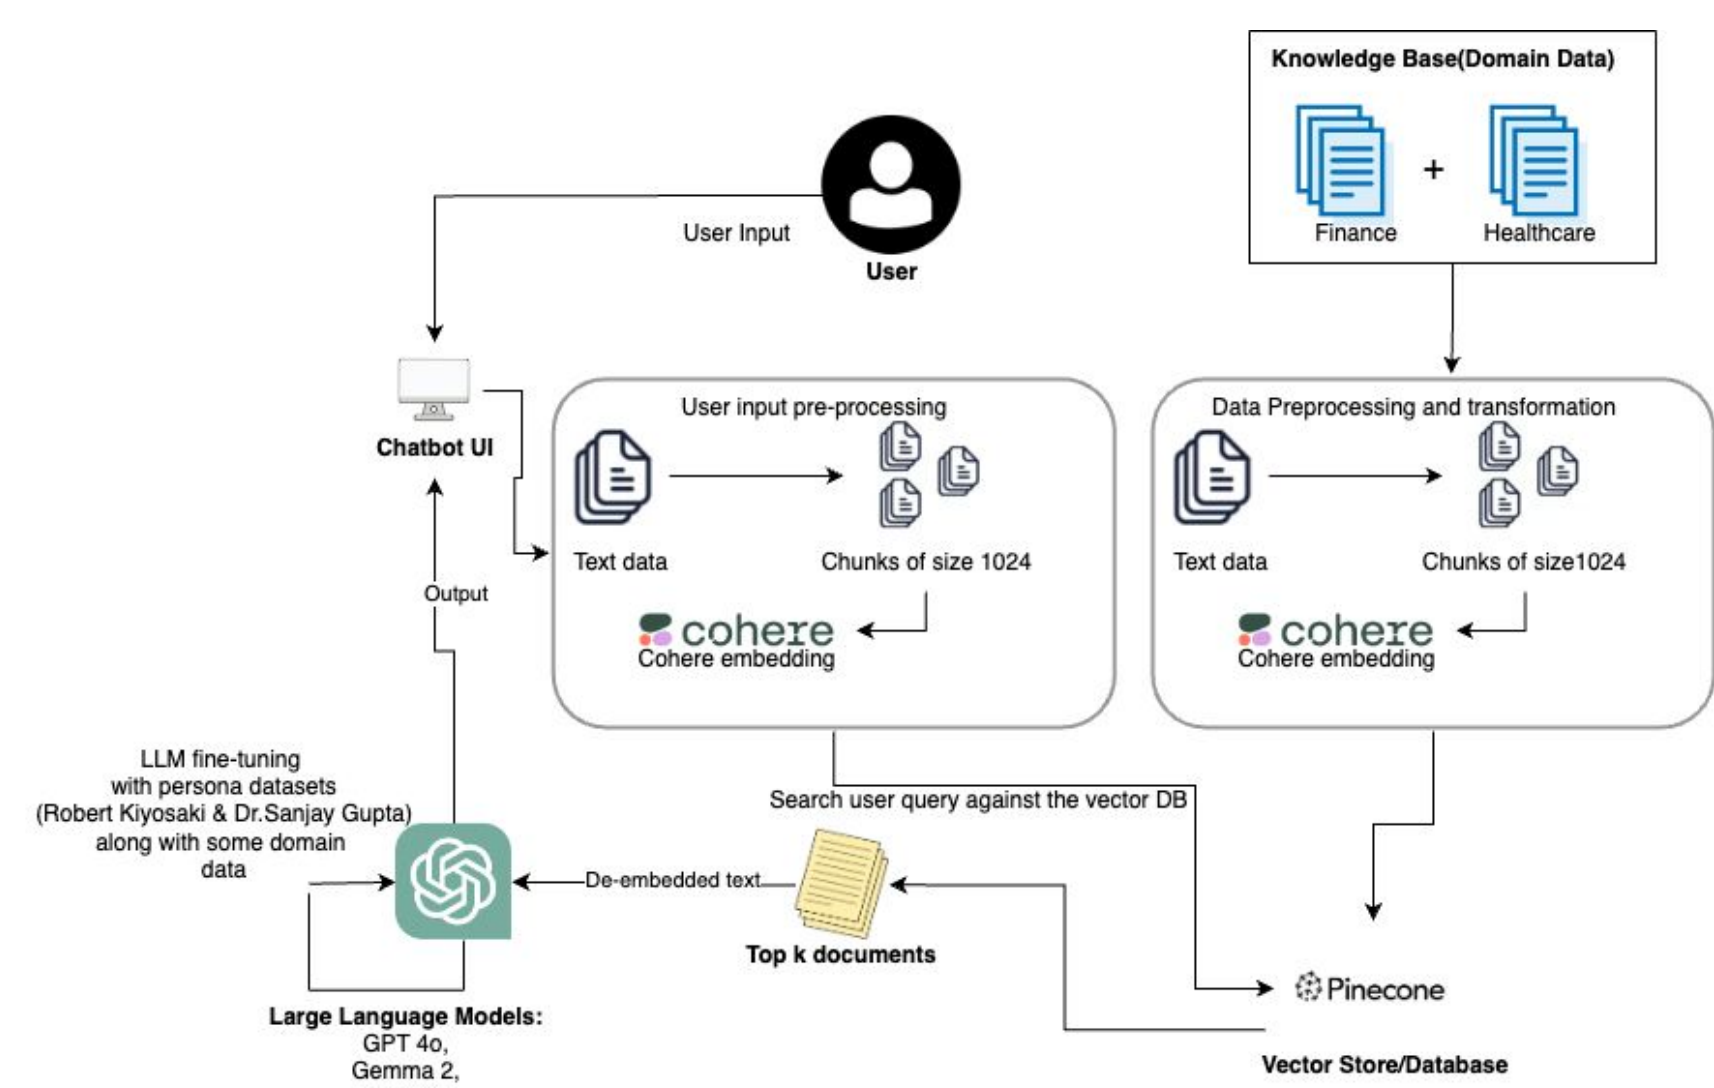 Knowledge Base(Domain Data)
+
Finance
Healthcare
User Input
User
Chatbot UI
User input pre-processing
Text data
Chunks of size 1024
cohere
Cohere embedding
Data Preprocessing and transformation
Text data
Chunks of size1024
cohere
Cohere embedding
Output
Search user query against the vector DB
LLM fine-tuning
with persona datasets
(Robert Kiyosaki & Dr.Sanjay Gupta)
along with some domain
data
De-embedded text
Top k documents
Pinecone
Vector Store/Database
Large Language Models:
GPT 4o,
Gemma 2,